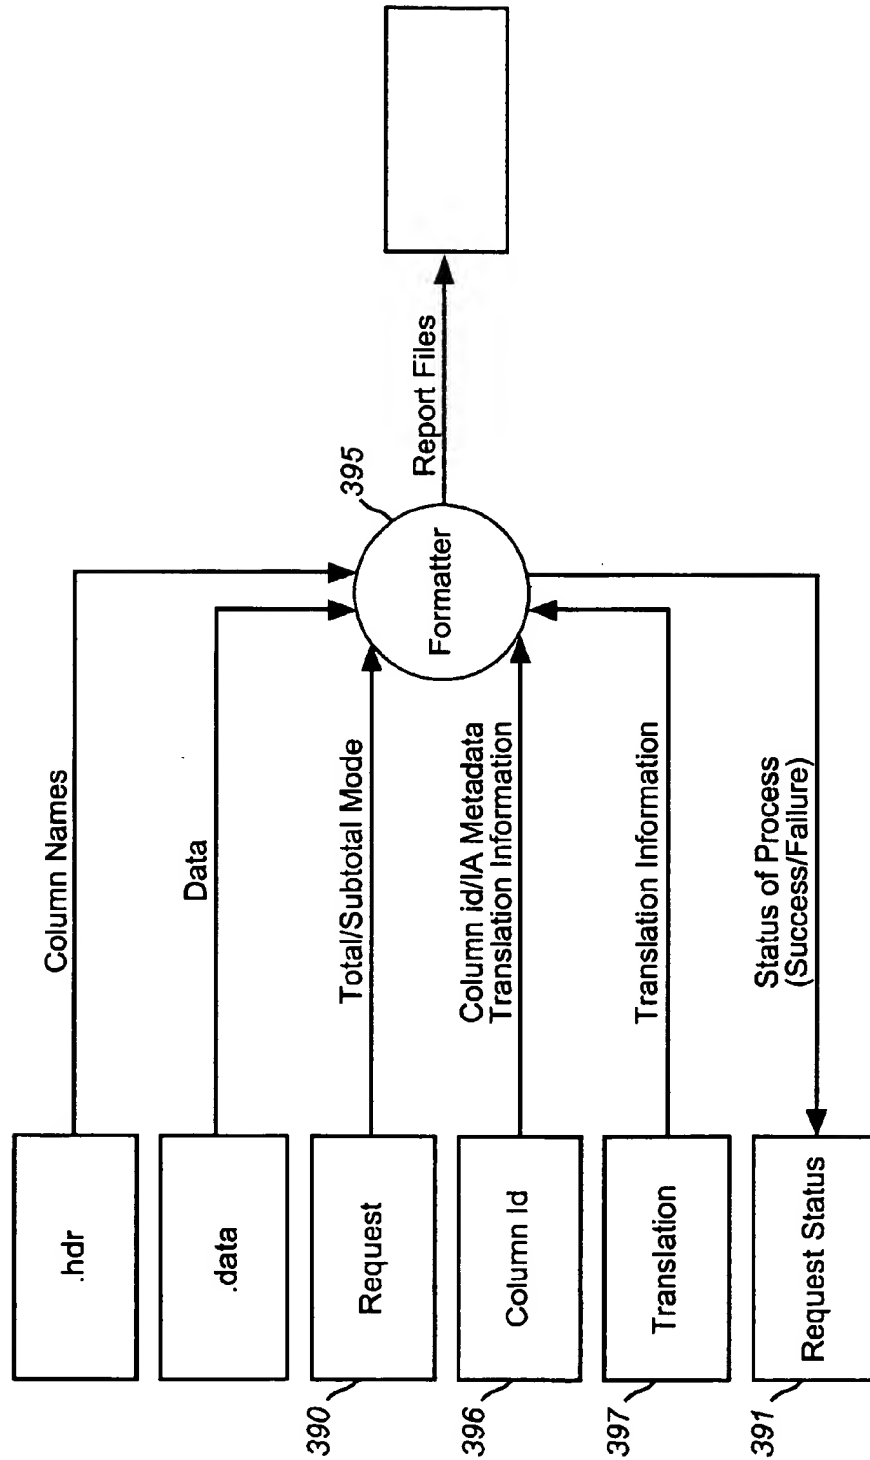 .hdr
Column Names
.data
Data
390
Request
Total/Subtotal Mode
396
Column Id
Column id/IA Metadata
Translation Information
397
Translation
Translation Information
391
Request Status
Status of Process
(Success/Failure)
395
Formatter
Report Files